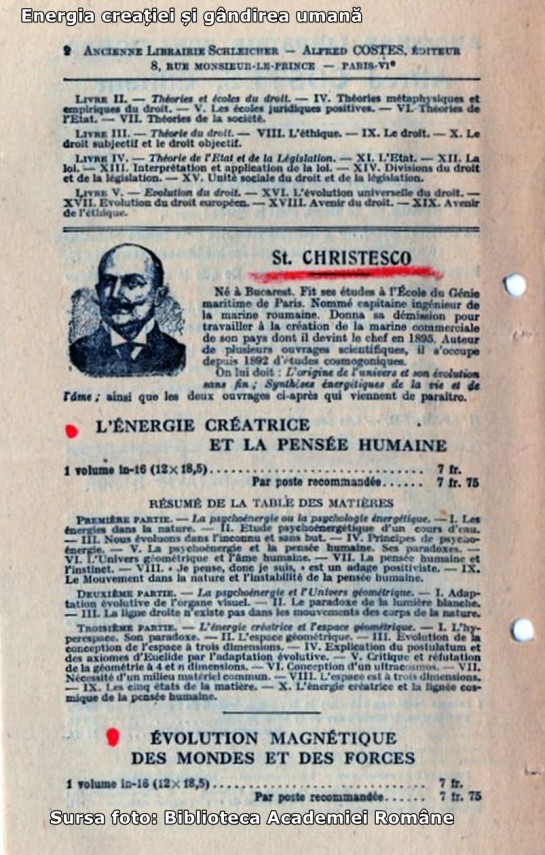 Energia creației și gândirea umană
2 ANCIENNE LIBRAIRIE SCHLEICHER — ALFRED COSTES, ÉDITEUR
8, RUE MONSIEUR-LE-PRINCE — PARIS-VIe
LIVRE II. — Théories et écoles du droit. — IV. Théories métaphysiques et
empiriques du droit. — V. Les écoles juridiques positives. — VI. Théories de
l'Etat. — VII. Théories de la société.
LIVRE III. — Théorie du droit. — VIII. L'éthique. — IX. Le droit. — X. Le
droit subjectif et le droit objectif.
LIVRE IV. — Théorie de l'Etat et de la Législation. — XI. L'Etat. — XII. La
loi. — XIII. Interprétation et application de la loi. — XIV. Divisions du droit
et de la législation. — XV. Unité sociale du droit et de la législation.
LIVRE V. — Evolution du droit. — XVI. L'évolution universelle du droit. —
XVII. Evolution du droit européen. — XVIII. Avenir du droit. — XIX. Avenir
de l'éthique.
St. CHRISTESCO
Né à Bucarest. Fit ses études à l'École du Génie
maritime de Paris. Nommé capitaine ingénieur de
la marine roumaine. Donna sa démission pour
travailler à la création de la marine commerciale
de son pays dont il devint le chef en 1895. Auteur
de plusieurs ouvrages scientifiques, il s'occupe
depuis 1892 d'études cosmogoniques.
On lui doit : L'origine de l'univers et son évolution
sans fin ; Synthèses énergétiques de la vie et de
l'âme ; ainsi que les deux ouvrages ci-après qui viennent de paraître.
L'ÉNERGIE CRÉATRICE
ET LA PENSÉE HUMAINE
1 volume in-16 (12×18,5) ........ 7 fr.
Par poste recommandée...... 7 fr. 75
RÉSUMÉ DE LA TABLE DES MATIÈRES
PREMIÈRE PARTIE. — La psychoénergie ou la psychologie énergétique. — I. Les
énergies dans la nature. — II. Etude psychoénergétique d'un cours d'eau.
— III. Nous évoluons dans l'inconnu et sans but. — IV. Principes de psycho-
énergie. — V. La psychoénergie et la pensée humaine. Ses paradoxes. —
VI. L'Univers géométrique et l'âme humaine. — VII. La pensée humaine et
l'instinct. — VIII. « Je pense, donc je suis, » est un adage positiviste. — IX.
Le Mouvement dans la nature et l'instabilité de la pensée humaine.
DEUXIÈME PARTIE. — La psychoénergie et l'Univers géométrique. — I. Adap-
tation évolutive de l'organe visuel. — II. Le paradoxe de la lumière blanche.
— III. La ligne droite n'existe pas dans les mouvements des corps de la nature.
TROISIÈME PARTIE. — L'énergie créatrice et l'espace géométrique. — I. L'hy-
perespace. Son paradoxe. — II. L'espace géométrique. — III. Evolution de la
conception de l'espace à trois dimensions. — IV. Explication du postulatum et
des axiomes d'Euclide par l'adaptation évolutive. — V. Critique et réfutation
de la géométrie à 4 et n dimensions. — VI. Conception d'un ultracosmos. — VII.
Nécessité d'un milieu matériel commun. — VIII. L'espace est à trois dimensions.
— IX. Les cinq états de la matière. — X. L'énergie créatrice et la lignée cos-
mique de la pensée humaine.
ÉVOLUTION MAGNÉTIQUE
DES MONDES ET DES FORCES
1 volume in-16 (12×18,5) ........ 7 fr.
Par poste recommandée...... 7 fr. 75
Sursa foto: Biblioteca Academiei Române